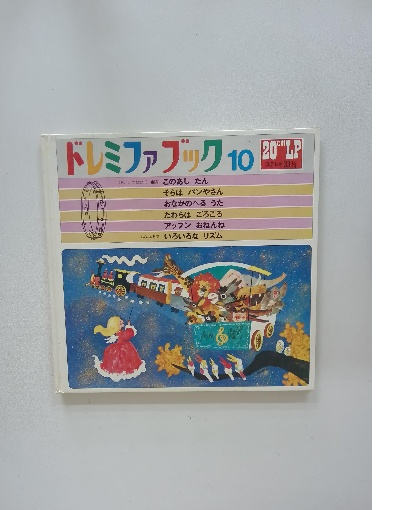 ドレミファブック10
20cm LP
このあし たん
そらは パンやさん
おなかのへる うた
たわらは ごろごろ
アップン おねんね
いろいろな リズム